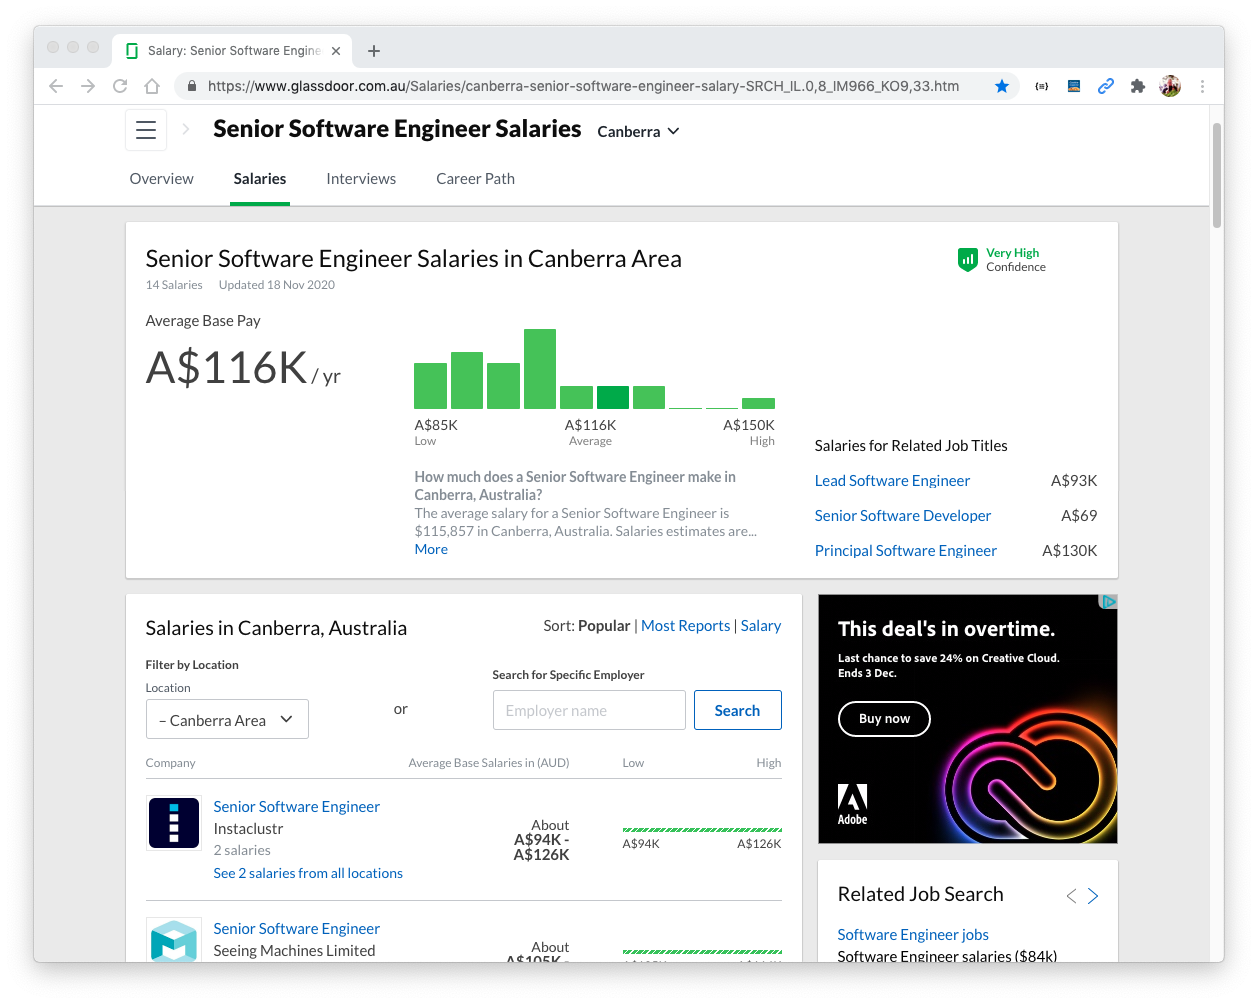 Salary: Senior Software Engine
https://www.glassdoor.com.au/Salaries/canberra-senior-software-engineer-salary-SRCH_IL.0,8_IM966_KO9,33.htm
Senior Software Engineer Salaries Canberra
Overview Salaries Interviews Career Path
Senior Software Engineer Salaries in Canberra Area
14 Salaries Updated 18 Nov 2020
Very High
Confidence
Average Base Pay
A$116K / yr
A$85K A$116K A$150K
Low Average High
How much does a Senior Software Engineer make in
Canberra, Australia?
The average salary for a Senior Software Engineer is
$115,857 in Canberra, Australia. Salaries estimates are...
More
Salaries for Related Job Titles
Lead Software Engineer A$93K
Senior Software Developer A$69
Principal Software Engineer A$130K
Salaries in Canberra, Australia
Sort: Popular | Most Reports | Salary
Filter by Location
Location
– Canberra Area
or
Search for Specific Employer
Employer name
Search
Company Average Base Salaries in (AUD) Low High
Senior Software Engineer
Instaclustr
2 salaries
See 2 salaries from all locations
About
A$94K -
A$126K
A$94K A$126K
Senior Software Engineer
Seeing Machines Limited
About
A$105K -
This deal's in overtime.
Last chance to save 24% on Creative Cloud.
Ends 3 Dec.
Buy now
Adobe
Related Job Search
Software Engineer jobs
Software Engineer salaries ($84k)